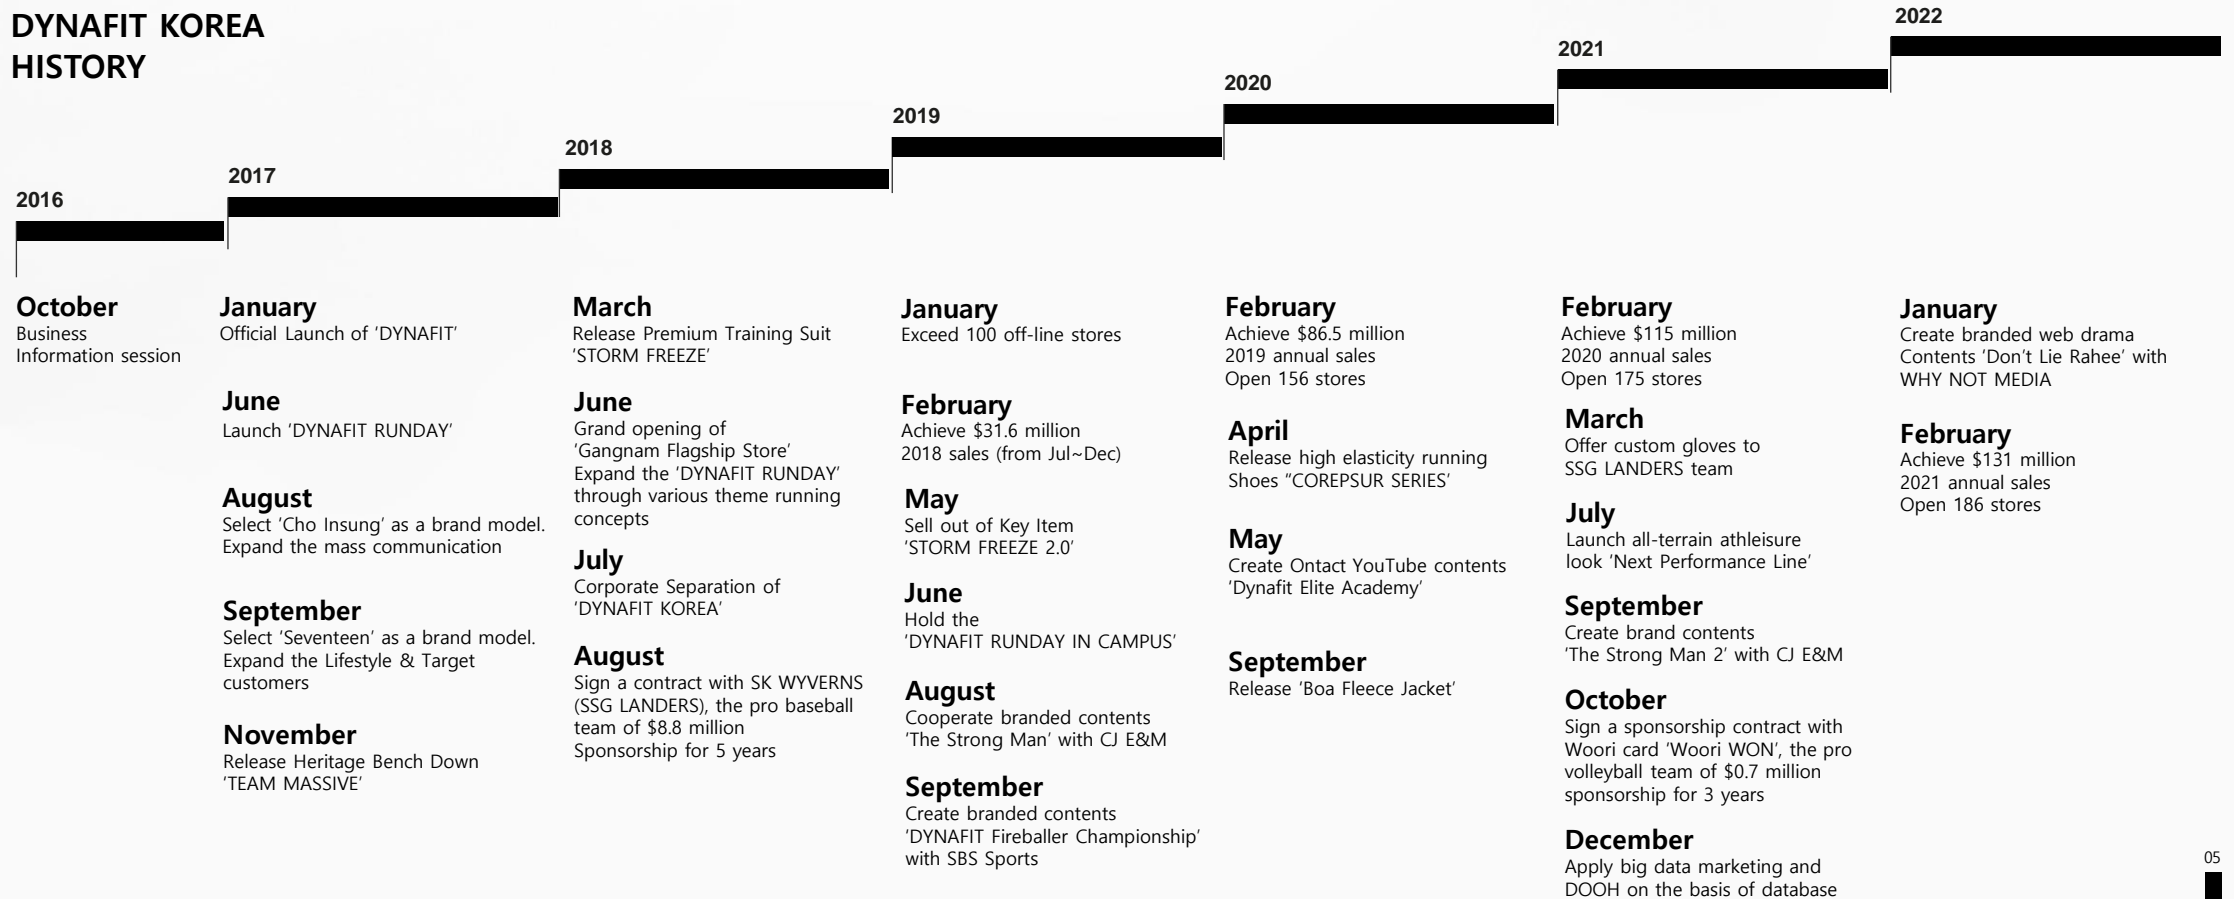 DYNAFIT KOREA
HISTORY
2016
October
Business
Information session
2017
January
Official Launch of 'DYNAFIT'
June
Launch 'DYNAFIT RUNDAY'
August
Select 'Cho Insung' as a brand model.
Expand the mass communication
September
Select 'Seventeen' as a brand model.
Expand the Lifestyle & Target
customers
November
Release Heritage Bench Down
'TEAM MASSIVE'
2018
March
Release Premium Training Suit
'STORM FREEZE'
June
Grand opening of
'Gangnam Flagship Store'
Expand the 'DYNAFIT RUNDAY'
through various theme running
concepts
July
Corporate Separation of
'DYNAFIT KOREA'
August
Sign a contract with SK WYVERNS
(SSG LANDERS), the pro baseball
team of $8.8 million
Sponsorship for 5 years
2019
January
Exceed 100 off-line stores
February
Achieve $31.6 million
2018 sales (from Jul~Dec)
May
Sell out of Key Item
'STORM FREEZE 2.0'
June
Hold the
'DYNAFIT RUNDAY IN CAMPUS'
August
Cooperate branded contents
'The Strong Man' with CJ E&M
September
Create branded contents
'DYNAFIT Fireballer Championship'
with SBS Sports
2020
February
Achieve $86.5 million
2019 annual sales
Open 156 stores
April
Release high elasticity running
Shoes "COREPSUR SERIES'
May
Create Ontact YouTube contents
'Dynafit Elite Academy'
September
Release 'Boa Fleece Jacket'
2021
February
Achieve $115 million
2020 annual sales
Open 175 stores
March
Offer custom gloves to
SSG LANDERS team
July
Launch all-terrain athleisure
look 'Next Performance Line'
September
Create brand contents
'The Strong Man 2' with CJ E&M
October
Sign a sponsorship contract with
Woori card 'Woori WON', the pro
volleyball team of $0.7 million
sponsorship for 3 years
December
Apply big data marketing and
DOOH on the basis of database
2022
January
Create branded web drama
Contents 'Don't Lie Rahee' with
WHY NOT MEDIA
February
Achieve $131 million
2021 annual sales
Open 186 stores
05